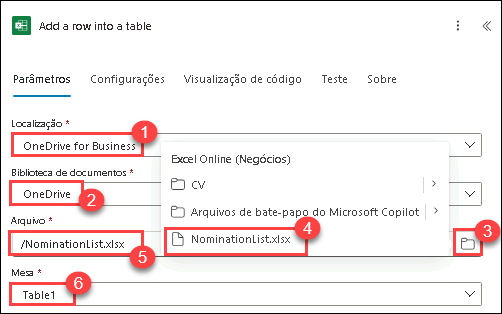 Add a row into a table
Parâmetros Configurações Visualização de código Teste Sobre
Localização *
OneDrive for Business
1
Biblioteca de documentos *
OneDrive
2
Excel Online (Negócios)
CV
Arquivos de bate-papo do Microsoft Copilot
NominationList.xlsx
4
3
Arquivo *
/NominationList.xlsx
5
Mesa *
6
Table1